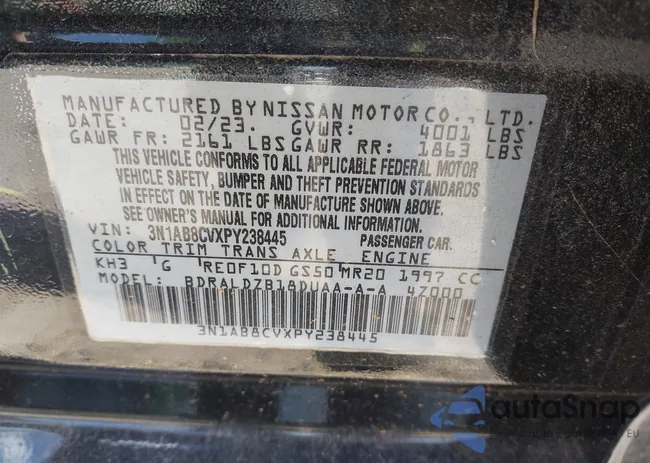 MANUFACTURED BY NISSAN MOTOR CO., LTD.
DATE: 02/23. GVWR: 4001 LBS
GAWR FR: 2161 LBS GAWR RR: 1863 LBS
THIS VEHICLE CONFORMS TO ALL APPLICABLE FEDERAL MOTOR
VEHICLE SAFETY, BUMPER AND THEFT PREVENTION STANDARDS
IN EFFECT ON THE DATE OF MANUFACTURE SHOWN ABOVE.
SEE OWNER'S MANUAL FOR ADDITIONAL INFORMATION.
VIN: 3N1AB8CVXPY238445 PASSENGER CAR.
COLOR TRIM TRANS AXLE ENGINE
KH3 G RE0F10D GS50 MR20 1997 CC
MODEL: BDRALDZB18DUAA-A-A 4Z000
3N1AB8CVXPY238445
autaSnap
EU